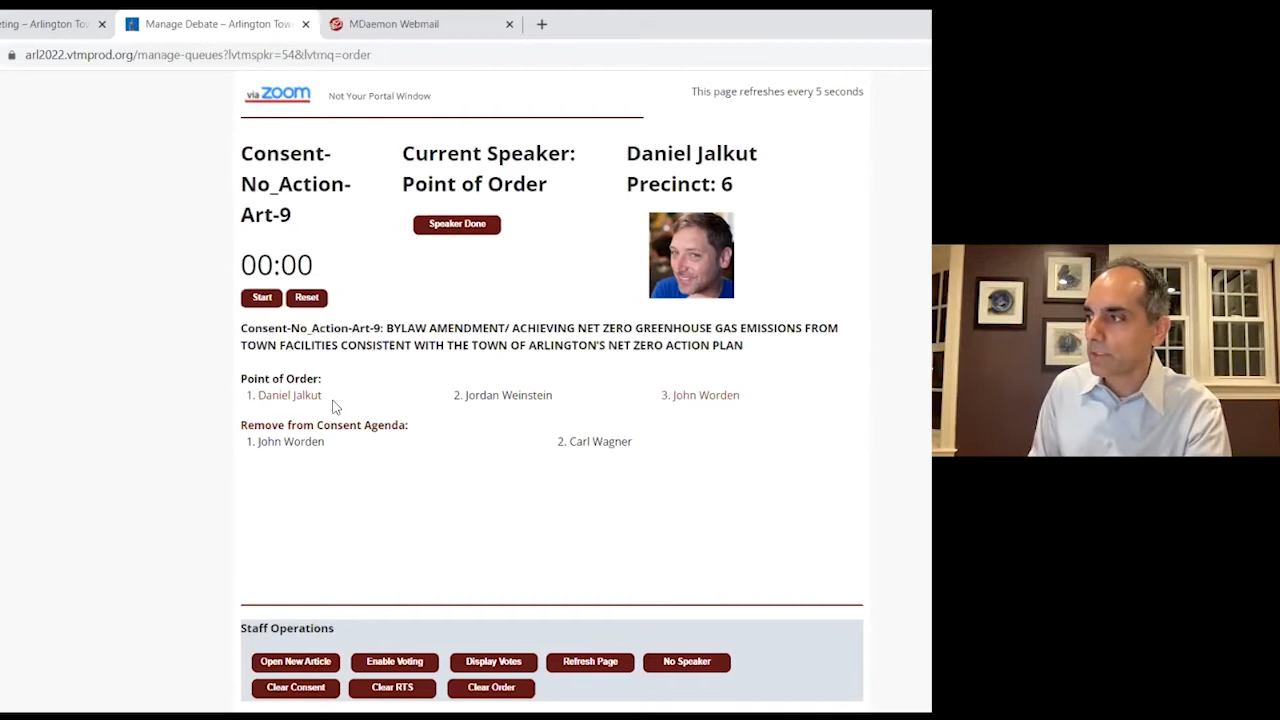 eting – Arlington Tov
Manage Debate – Arlington Town
MDaemon Webmail
arl2022.vtmprod.org/manage-queues?lvtmspkr=54&lvtmq=order
via zoom
Not Your Portal Window
This page refreshes every 5 seconds
Consent-
No_Action-
Art-9
Current Speaker:
Point of Order
Daniel Jalkut
Precinct: 6
Speaker Done
00:00
Start
Reset
Consent-No_Action-Art-9: BYLAW AMENDMENT/ ACHIEVING NET ZERO GREENHOUSE GAS EMISSIONS FROM
TOWN FACILITIES CONSISTENT WITH THE TOWN OF ARLINGTON'S NET ZERO ACTION PLAN
Point of Order:
1. Daniel Jalkut
2. Jordan Weinstein
3. John Worden
Remove from Consent Agenda:
1. John Worden
2. Carl Wagner
Staff Operations
Open New Article
Enable Voting
Display Votes
Refresh Page
No Speaker
Clear Consent
Clear RTS
Clear Order